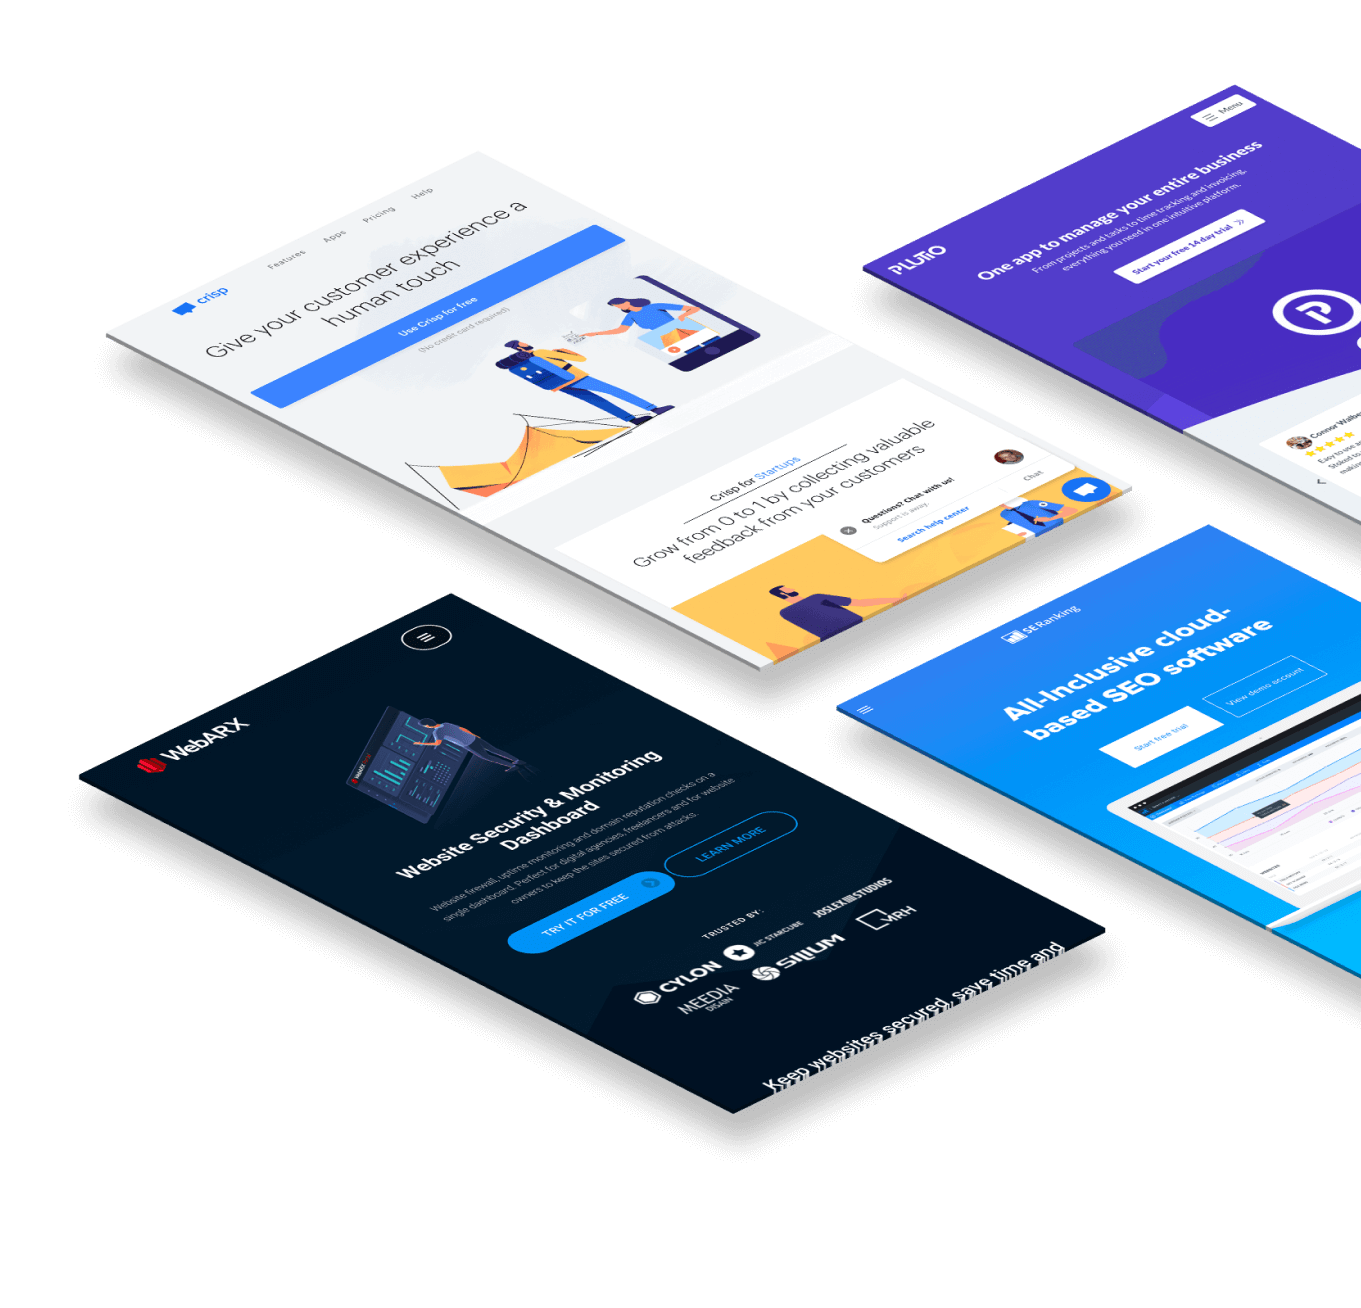 Features
Apps
Pricing
Help
crisp
Give your customer experience a
human touch
Use Crisp for free
(No credit card required)
Crisp for Startups
Grow from 0 to 1 by collecting valuable
feedback from your customers
Questions? Chat with us!
Support is away.
Search help center
Chat
Menu
PLUTIO
One app to manage your entire business
From projects and tasks to time tracking and invoicing,
everything you need in one intuitive platform.
Start your free 14 day trial
Connor
Easy to use
WebARX
Website Security & Monitoring
Dashboard
Website firewall, uptime monitoring and domain reputation checks on a
single dashboard. Perfect for digital agencies, freelancers and for website
owners to keep the sites secured from attacks.
TRY IT FOR FREE
LEARN MORE
TRUSTED BY:
CYLON
JIC STARCUBE
JOSLEX STUDIOS
MEEDIA
DISAIN
SILIUM
MRH
Keep websites secured, save time and
SE Ranking
All-Inclusive cloud-
based SEO software
Start free trial
View demo account